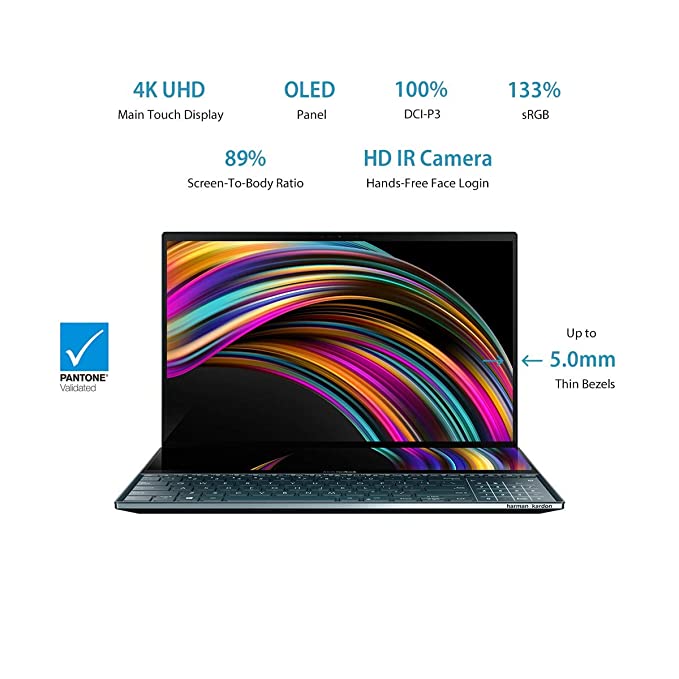 4K UHD
Main Touch Display
OLED
Panel
100%
DCI-P3
133%
sRGB
89%
Screen-To-Body Ratio
HD IR Camera
Hands-Free Face Login
Up to
5.0mm
Thin Bezels
PANTONE®
Validated
harman kardon